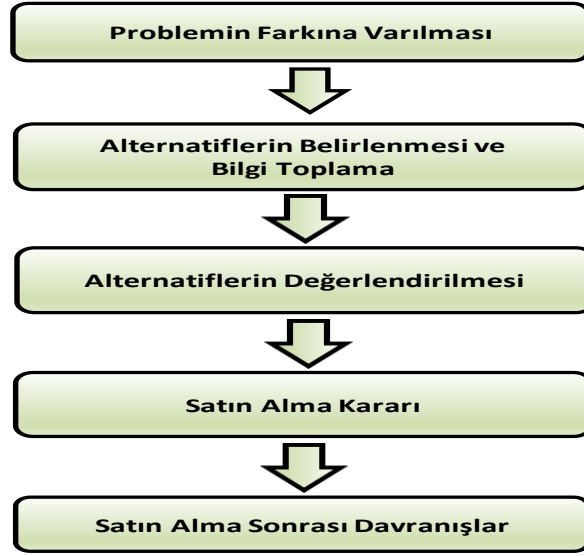 Problemin Farkına Varılması
Alternatiflerin Belirlenmesi ve
Bilgi Toplama
Alternatiflerin Değerlendirilmesi
Satın Alma Kararı
Satın Alma Sonrası Davranışlar